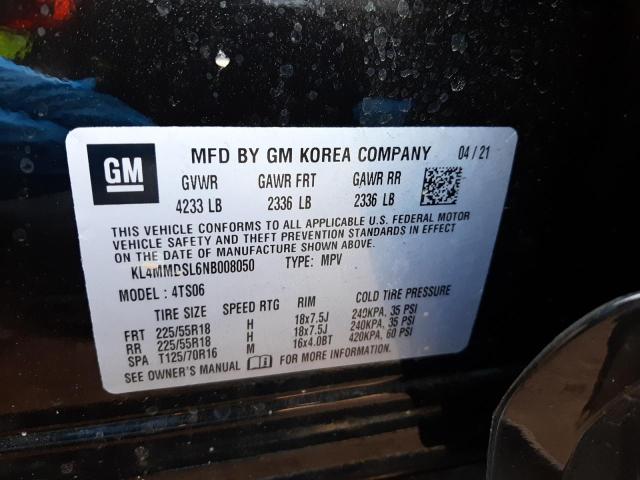 GM
MFD BY GM KOREA COMPANY 04 / 21
GVWR GAWR FRT GAWR RR
4233 LB 2336 LB 2336 LB
THIS VEHICLE CONFORMS TO ALL APPLICABLE U.S. FEDERAL MOTOR
VEHICLE SAFETY AND THEFT PREVENTION STANDARDS IN EFFECT
ON THE DATE OF MANUFACTURE SHOWN ABOVE.
KL4MMDSL6NB008050 TYPE: MPV
MODEL : 4TS06
TIRE SIZE SPEED RTG RIM COLD TIRE PRESSURE
FRT 225/55R18 H 18x7.5J 240KPA, 35 PSI
RR 225/55R18 H 18x7.5J 240KPA, 35 PSI
SPA T125/70R16 M 16x4.0BT 420KPA, 60 PSI
SEE OWNER'S MANUAL FOR MORE INFORMATION